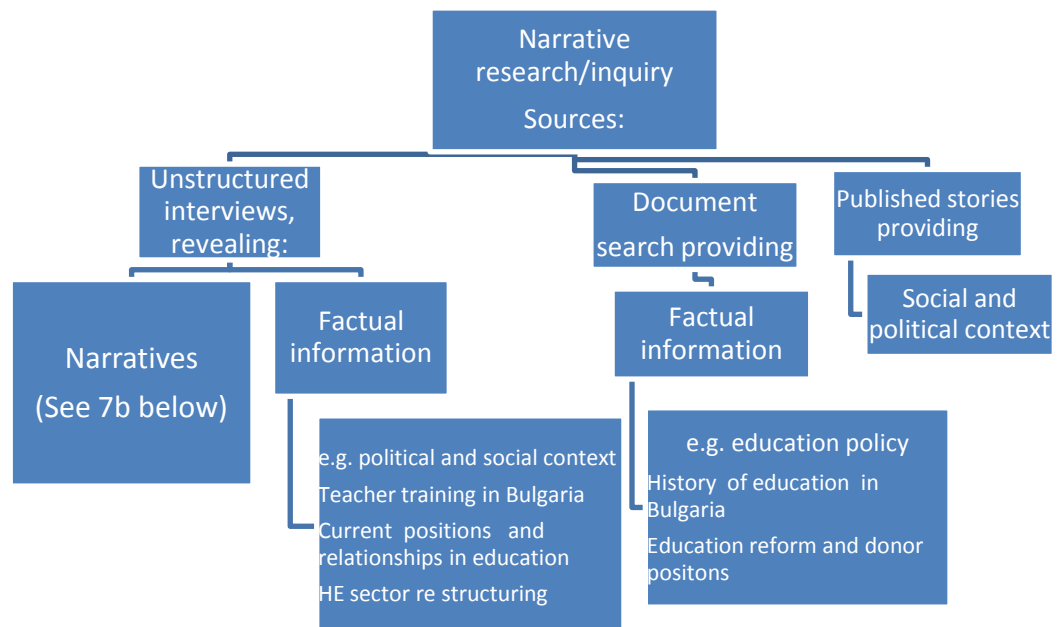 Narrative
research/inquiry
Sources:
Unstructured
interviews,
revealing:
Document
search providing
Published stories
providing
Narratives
(See 7b below)
Factual
information
Factual
information
Social and
political context
e.g. political and social context
Teacher training in Bulgaria
Current positions and
relationships in education
HE sector re structuring
e.g. education policy
History of education in
Bulgaria
Education reform and donor
positons